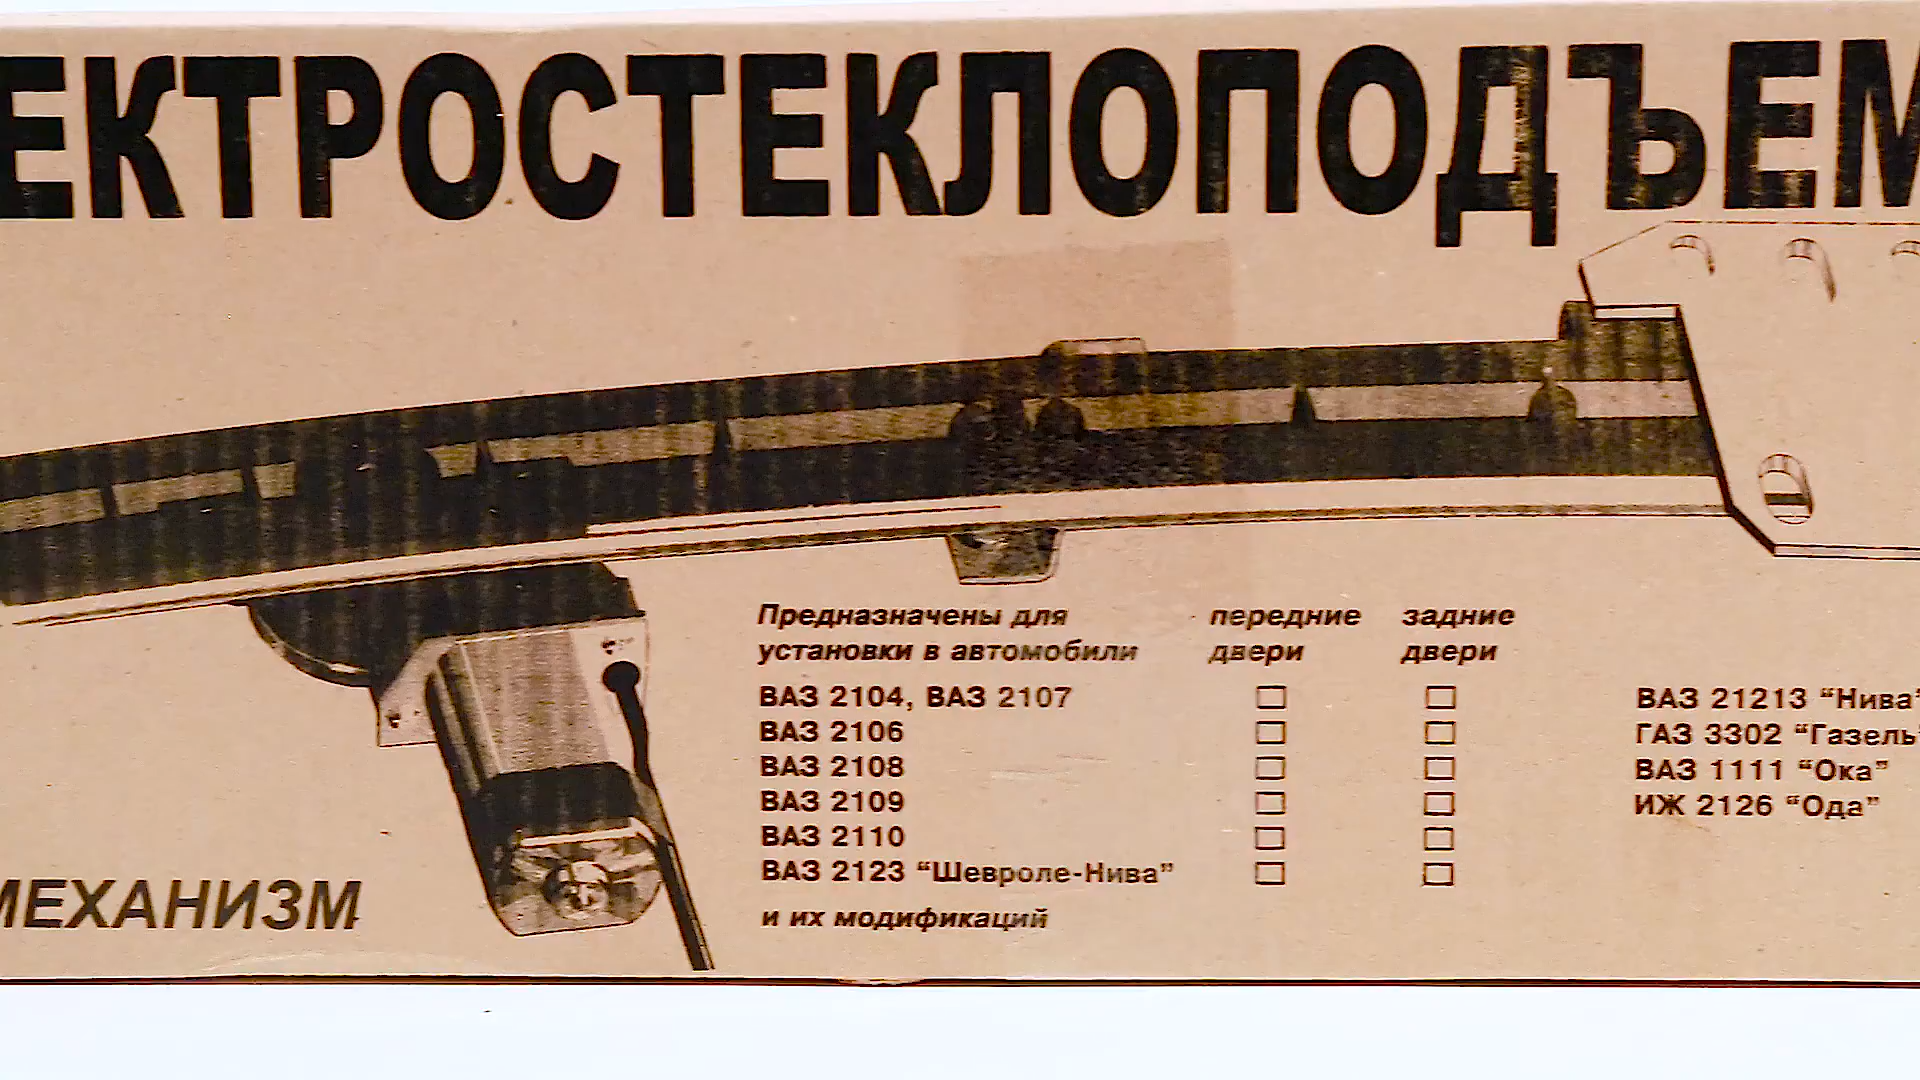 ЕКТРОСТЕКЛОПОДЪЕМ
Предназначены для передние задние
установки в автомобили двери двери
ВАЗ 2104, ВАЗ 2107
ВАЗ 2106
ВАЗ 2108
ВАЗ 2109
ВАЗ 2110
ВАЗ 2123 “Шевроле-Нива”
и их модификаций
ВАЗ 21213 “Нива”
ГАЗ 3302 “Газель”
ВАЗ 1111 “Ока”
ИЖ 2126 “Ода”
МЕХАНИЗМ